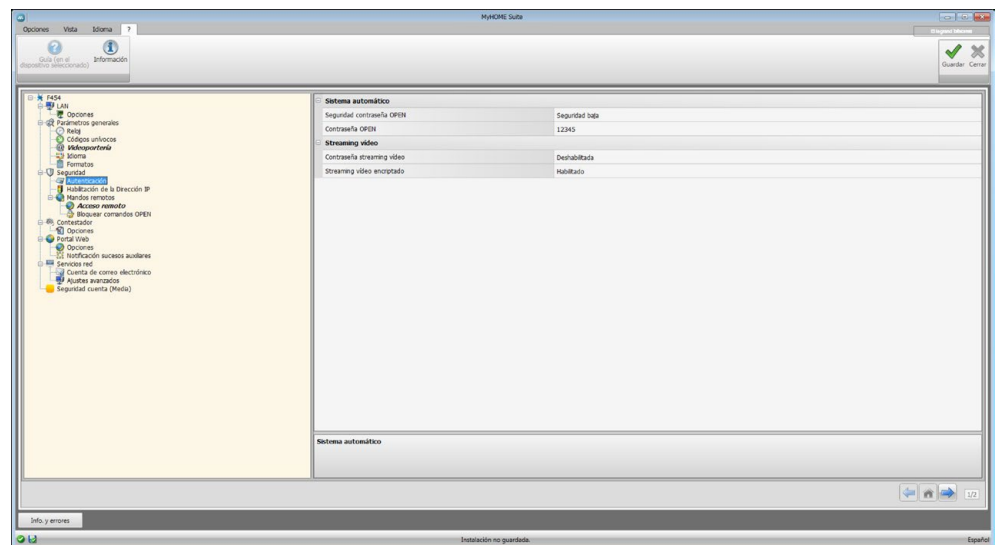 MyHOME Suite
Opciones Vista Idioma ?
Guía (en el dispositivo seleccionado)
Información
Guardar Cerrar
F454
LAN
Opciones
Parámetros generales
Reloj
Códigos unívocos
Videoportería
Idioma
Formatos
Seguridad
Autenticación
Habilitación de la Dirección IP
Mandos remotos
Acceso remoto
Bloquear comandos OPEN
Contestador
Opciones
Portal Web
Opciones
Notificación sucesos auxiliares
Servicios red
Cuenta de correo electrónico
Ajustes avanzados
Seguridad cuenta (Media)
Sistema automático
Seguridad contraseña OPEN Seguridad baja
Contraseña OPEN 12345
Streaming vídeo
Contraseña streaming vídeo Deshabilitada
Streaming vídeo encriptado Habilitado
Sistema automático
1/2
Info. y errores
Instalación no guardada. Español